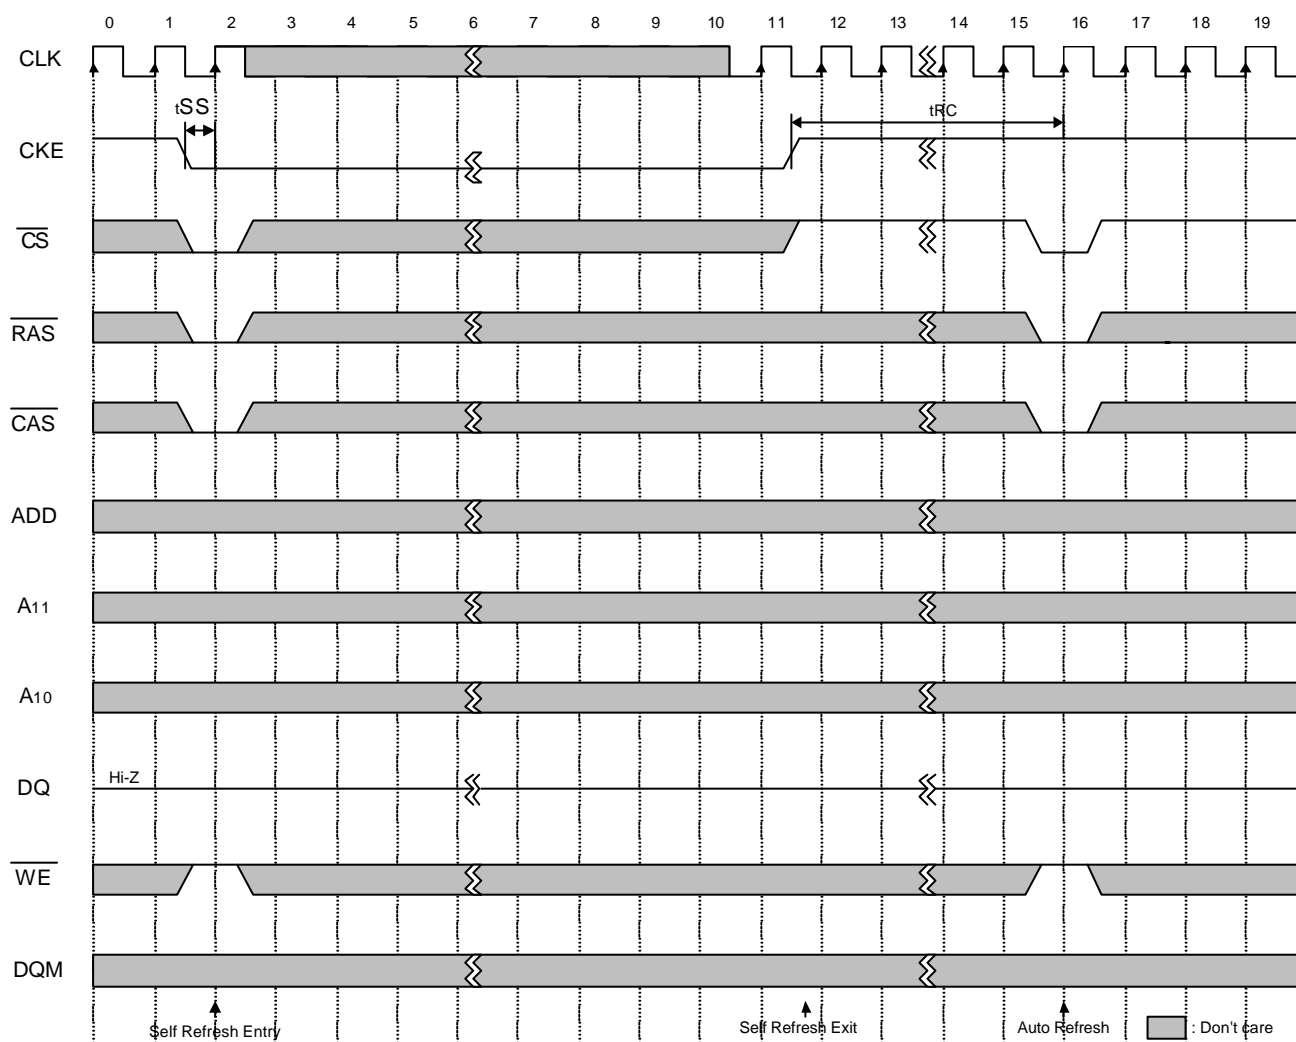 0 1 2 3 4 5 6 7 8 9 10 11 12 13 14 15 16 17 18 19
CLK
tSS
tRC
CKE
CS
RAS
CAS
ADD
A11
A10
Hi-Z
DQ
WE
DQM
Self Refresh Entry
Self Refresh Exit
Auto Refresh
: Don't care